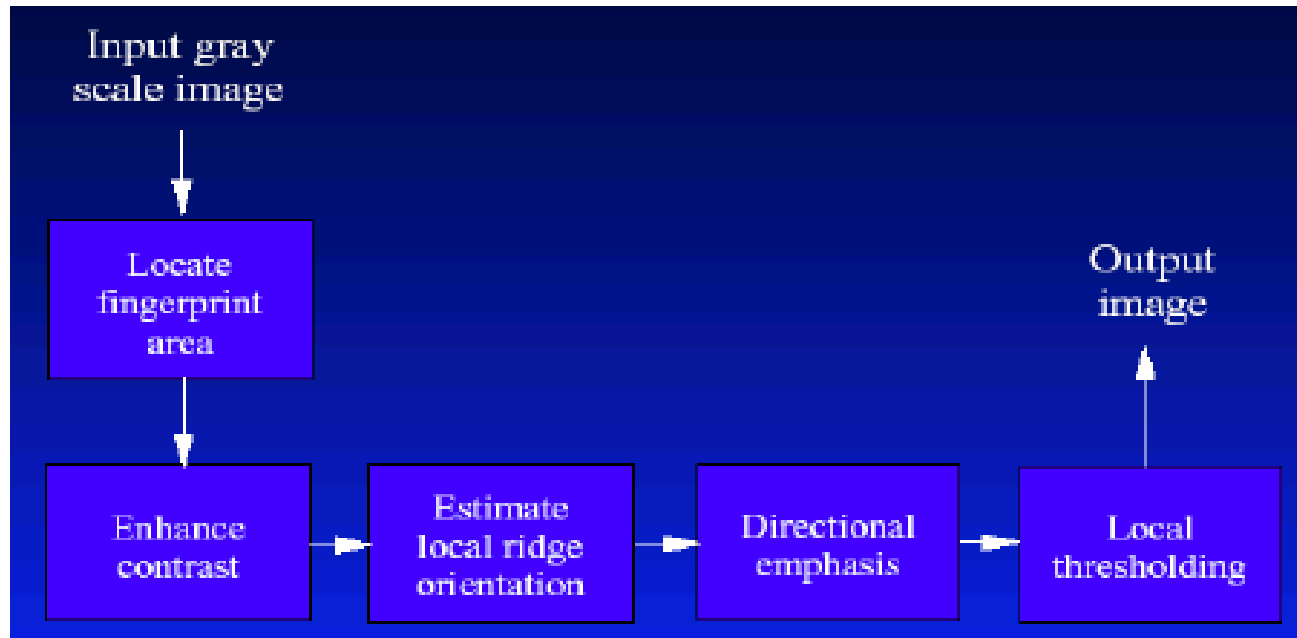 Input gray
scale image
Locate
fingerprint
area
Enhance
contrast
Estimate
local ridge
orientation
Directional
emphasis
Local
thresholding
Output
image